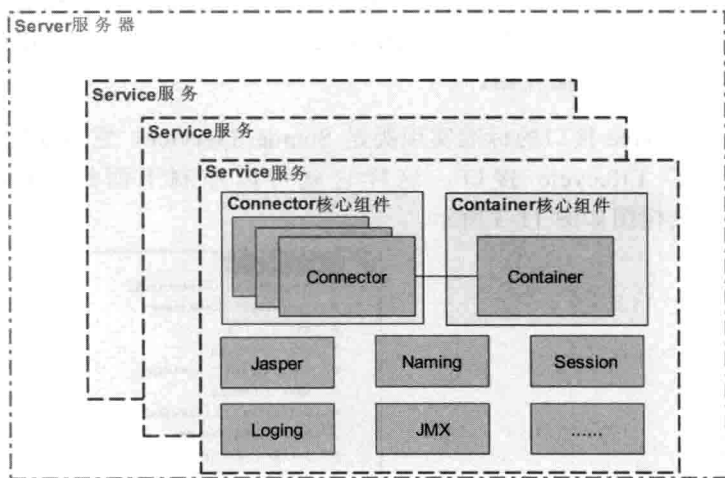 Server服务器
Service服务
Service服务
Service服务
Connector核心组件
Container核心组件
Connector
Container
Jasper
Naming
Session
Loging
JMX
......